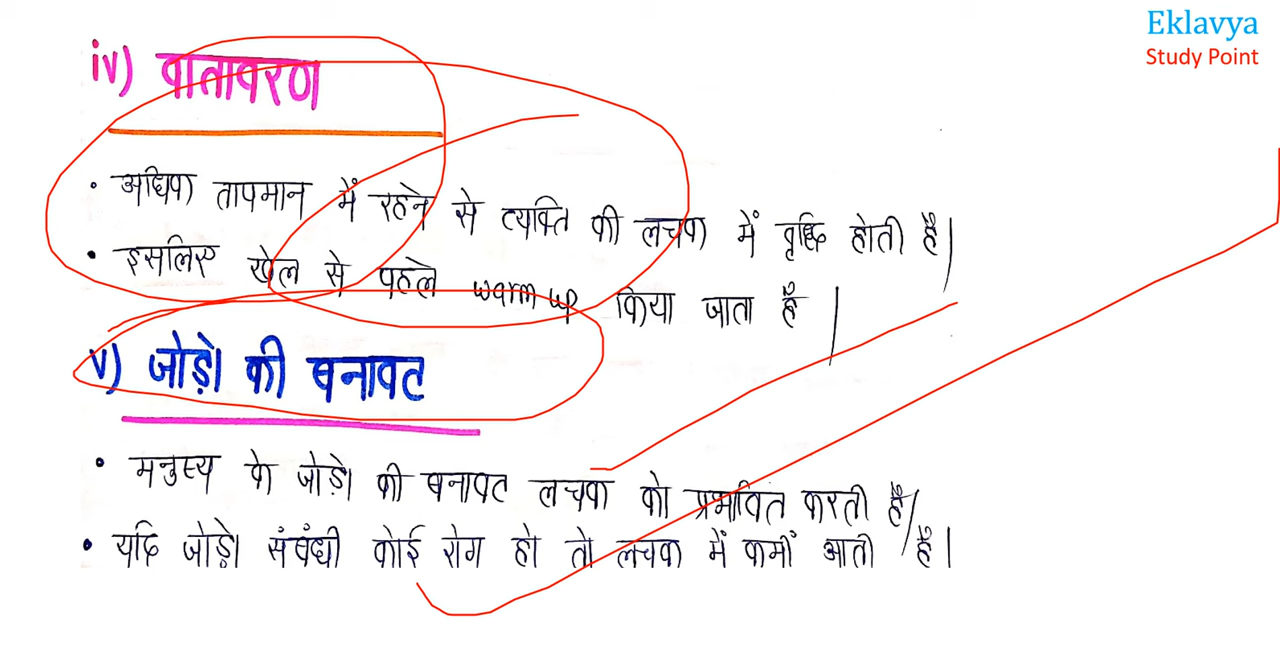 Eklavya
Study Point
iv) वातावरण
• अधिक तापमान में रहने से व्यक्ति की लचक में वृद्धि होती है।
• इसलिए खेल से पहले warm up किया जाता है |
v) जोड़ो की बनावट
• मनुस्य के जोड़ो की बनावट लचक को प्रभावित करती है/
• यदि जोड़ो संबंधी कोई रोग हो तो लचक में कमीं आती है।